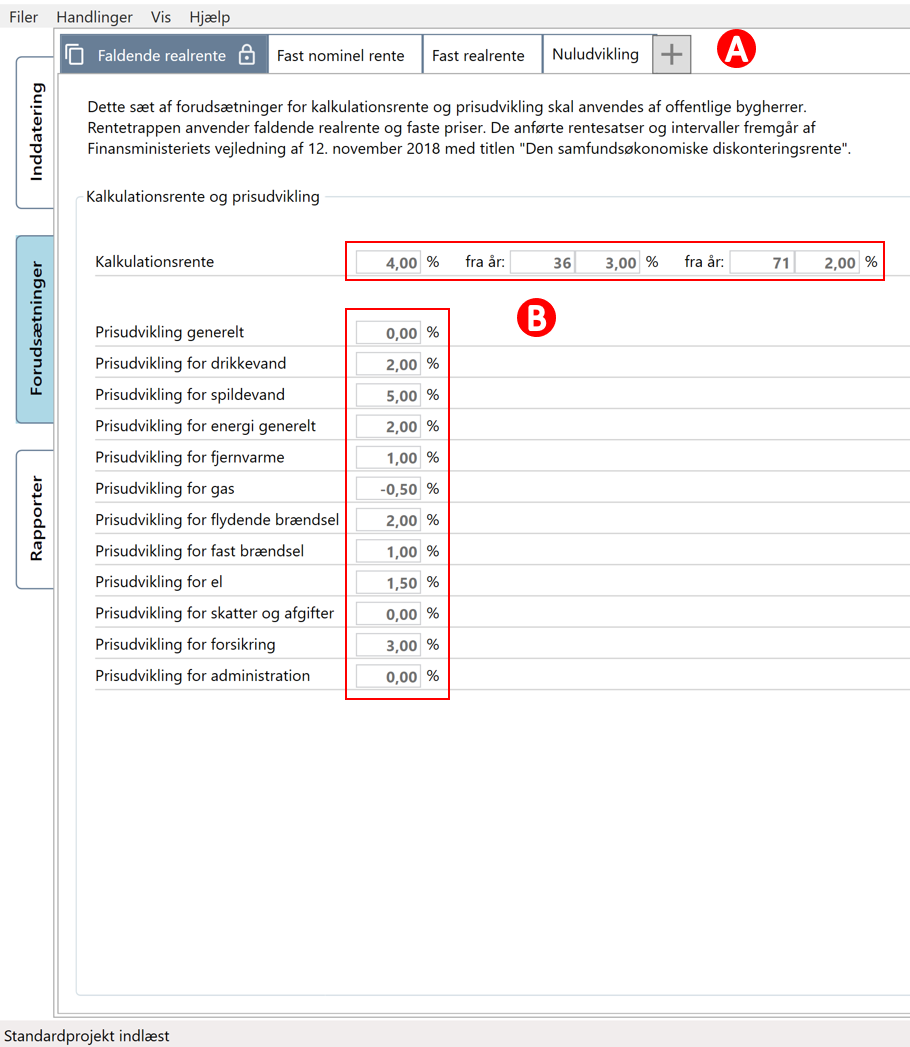 Filer Handlinger Vis Hjælp
Faldende realrente Fast nominel rente Fast realrente Nuludvikling + A
Dette sæt af forudsætninger for kalkulationsrente og prisudvikling skal anvendes af offentlige bygherrer.
Rentetrappen anvender faldende realrente og faste priser. De anførte rentesatser og intervaller fremgår af
Finansministeriets vejledning af 12. november 2018 med titlen "Den samfundsøkonomiske diskonteringsrente".
Inddatering
Forudsætninger
Rapporter
Kalkulationsrente og prisudvikling
Kalkulationsrente 4,00 % fra år: 36 3,00 % fra år: 71 2,00 %
B
Prisudvikling generelt 0,00 %
Prisudvikling for drikkevand 2,00 %
Prisudvikling for spildevand 5,00 %
Prisudvikling for energi generelt 2,00 %
Prisudvikling for fjernvarme 1,00 %
Prisudvikling for gas -0,50 %
Prisudvikling for flydende brændsel 2,00 %
Prisudvikling for fast brændsel 1,00 %
Prisudvikling for el 1,50 %
Prisudvikling for skatter og afgifter 0,00 %
Prisudvikling for forsikring 3,00 %
Prisudvikling for administration 0,00 %
Standardprojekt indlæst